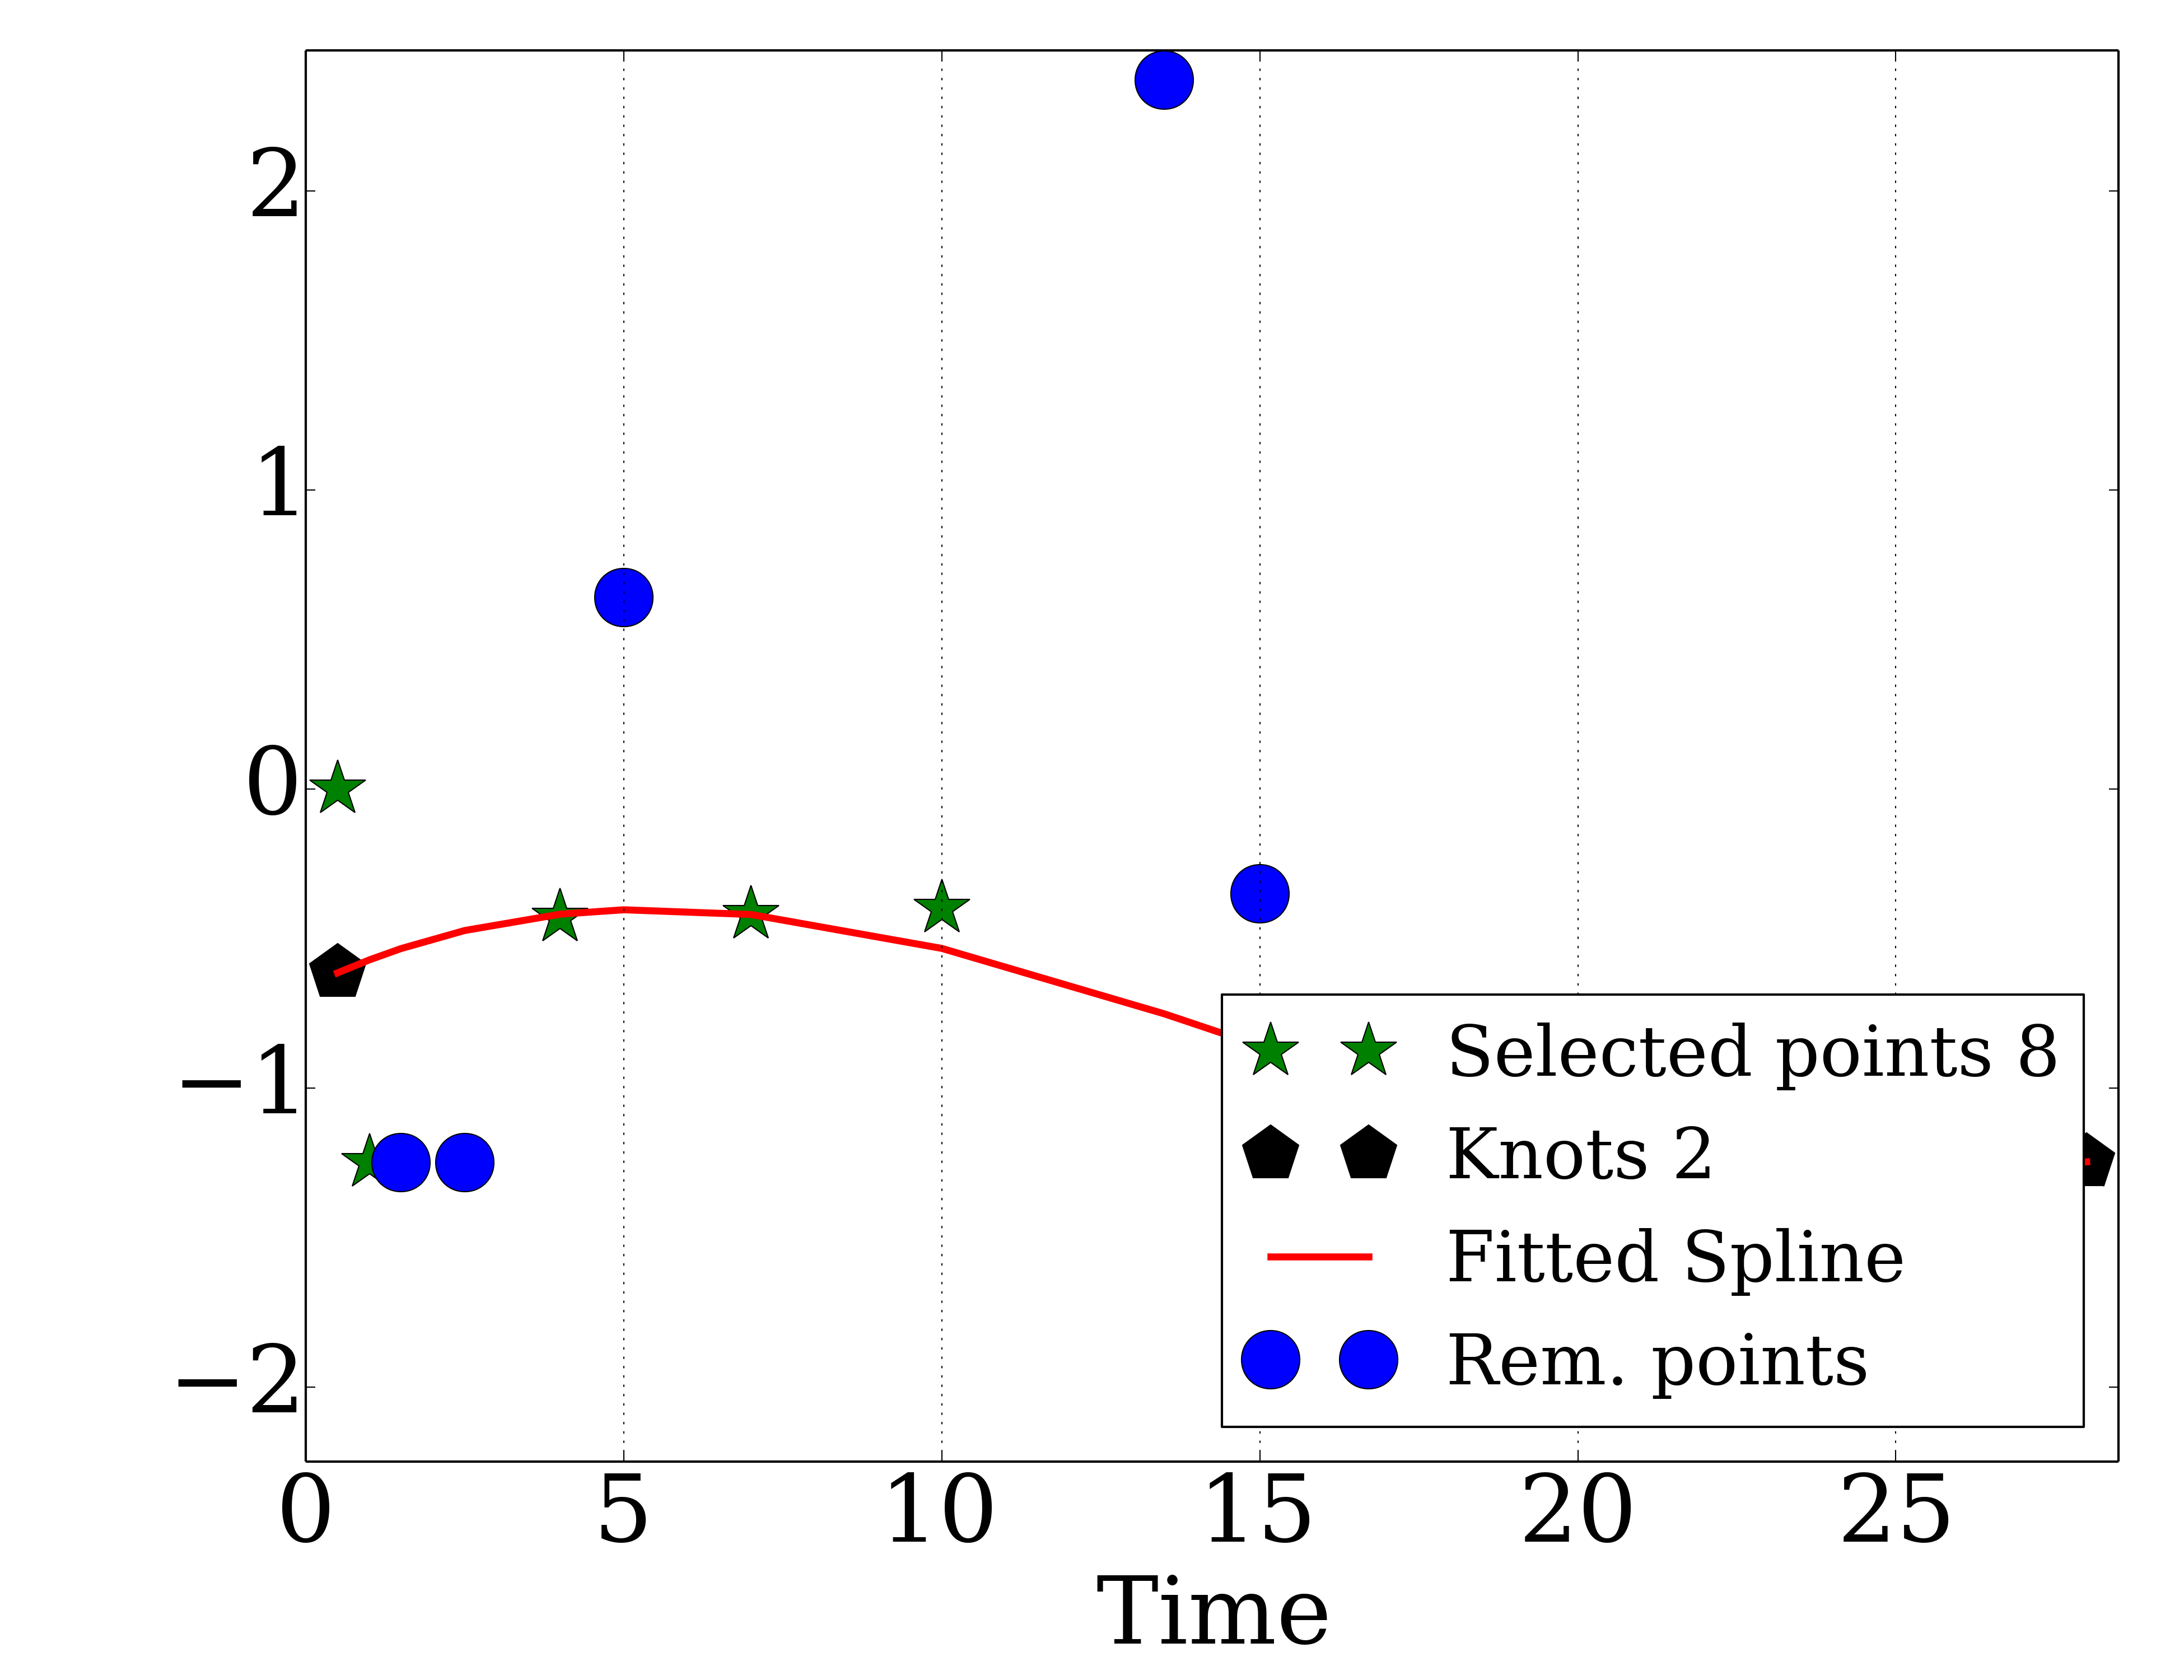 2
1
0
−1
−2
Selected points 8
Knots 2
Fitted Spline
Rem. points
0 5 10 15 20 25
Time